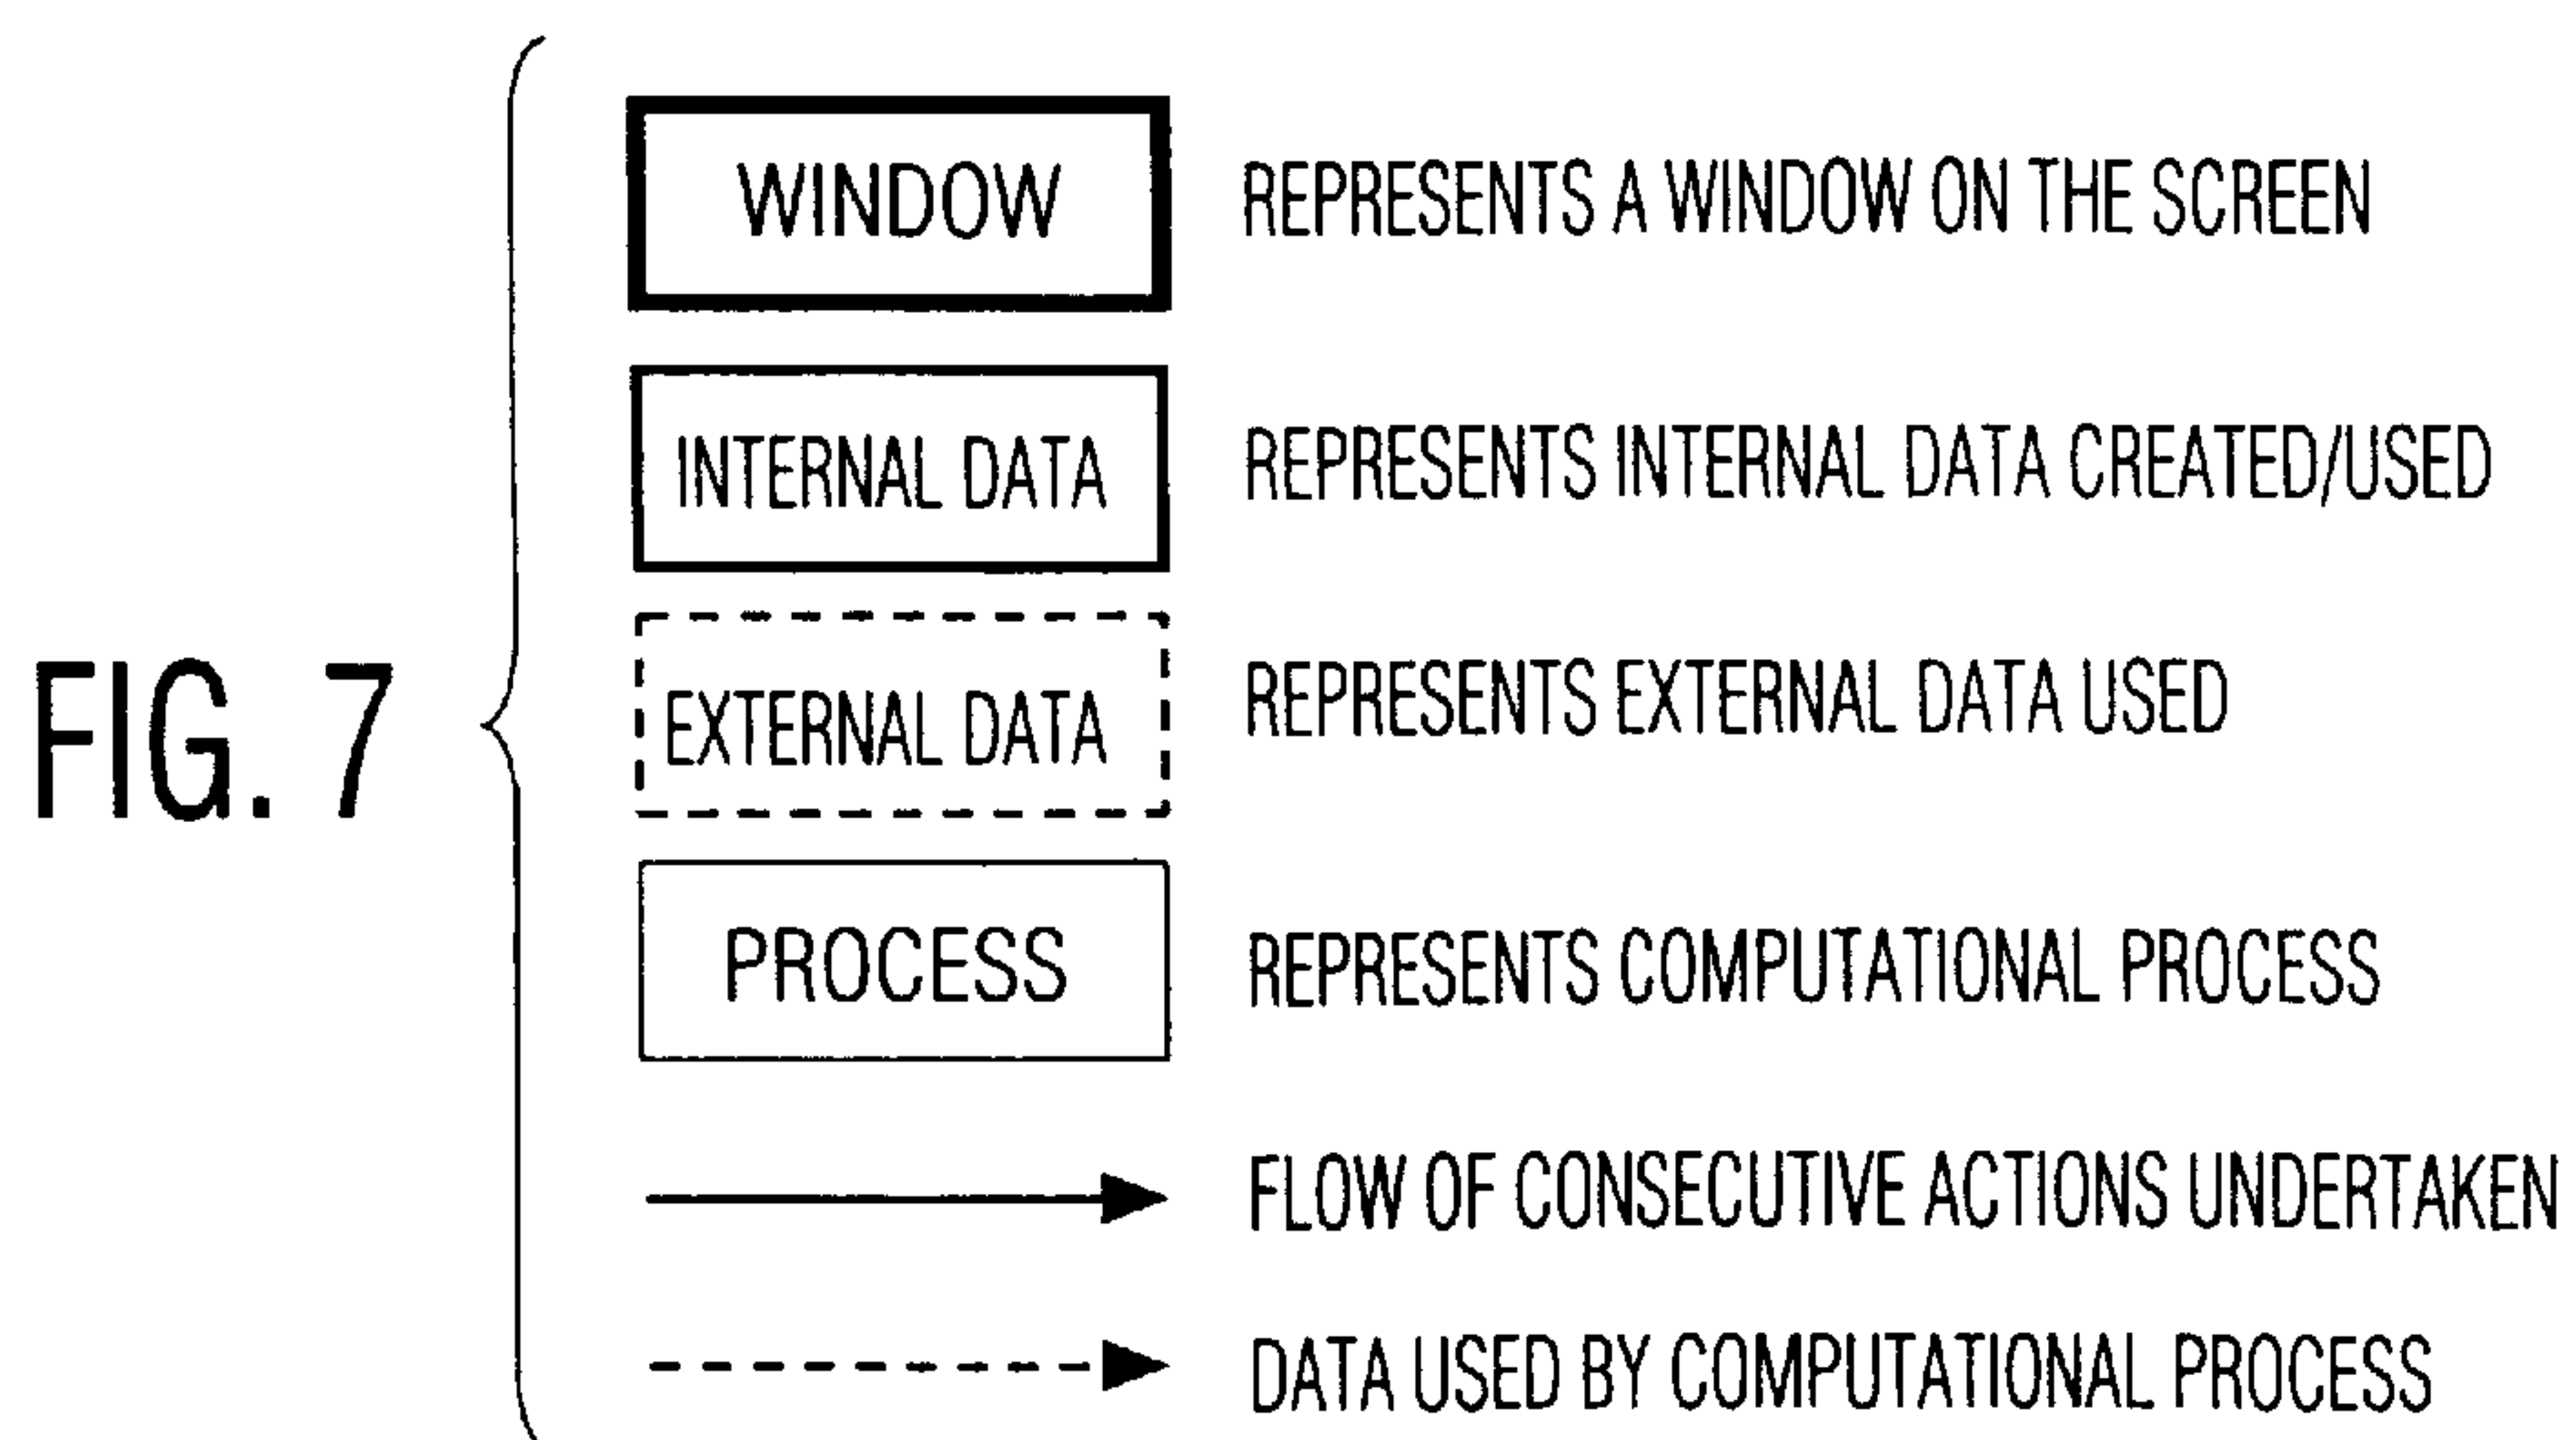 WINDOW REPRESENTS A WINDOW ON THE SCREEN
INTERNAL DATA REPRESENTS INTERNAL DATA CREATED/USED
FIG. 7
EXTERNAL DATA REPRESENTS EXTERNAL DATA USED
PROCESS REPRESENTS COMPUTATIONAL PROCESS
FLOW OF CONSECUTIVE ACTIONS UNDERTAKEN
DATA USED BY COMPUTATIONAL PROCESS